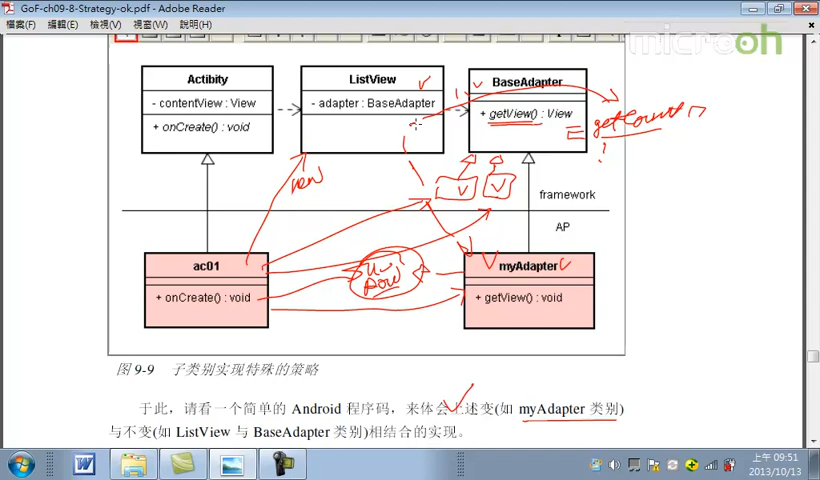 GoF-ch09-8-Strategy-ok.pdf - Adobe Reader
檔案(F) 編輯(E) 檢視(V) 視窗(W) 說明(H)
microoh
Actibity
- contentView : View
+ onCreate() : void
ListView
- adapter : BaseAdapter
BaseAdapter
+ getView() : View
getCount
new
framework
AP
ac01
+ onCreate() : void
myAdapter
+ getView() : void
图 9-9 子类别实现特殊的策略
于此，请看一个简单的 Android 程序码，来体会上述变(如 myAdapter 类别)
与不变(如 ListView 与 BaseAdapter 类别)相结合的实现。
上午 09:51
2013/10/13